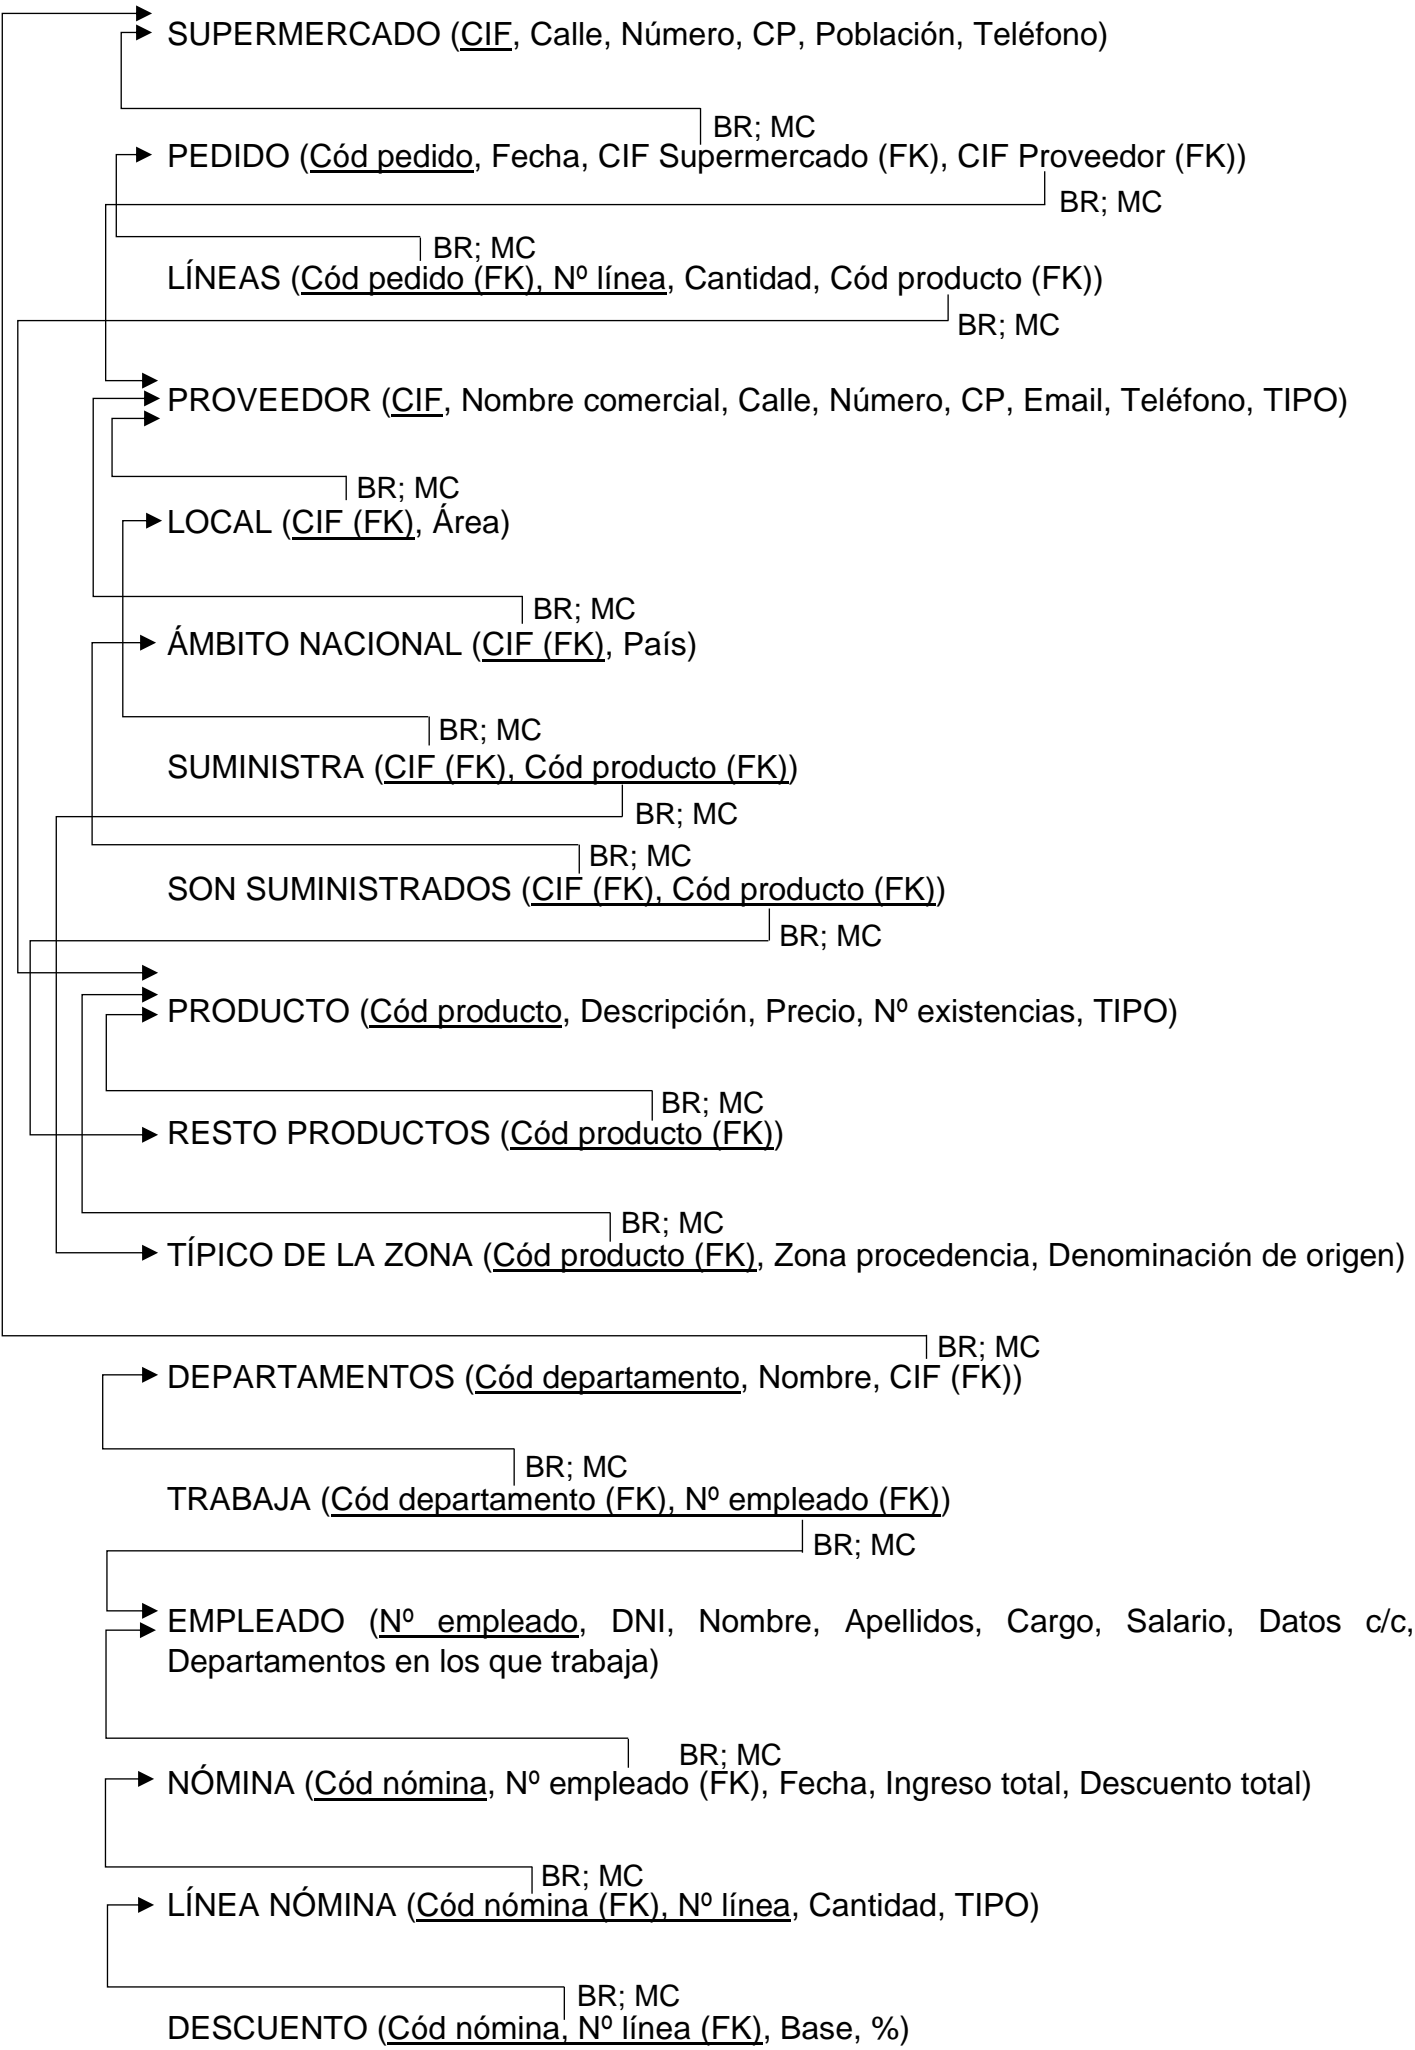 SUPERMERCADO (CIF, Calle, Número, CP, Población, Teléfono)
BR; MC
PEDIDO (Cód pedido, Fecha, CIF Supermercado (FK), CIF Proveedor (FK))
BR; MC
BR; MC
LÍNEAS (Cód pedido (FK), Nº línea, Cantidad, Cód producto (FK))
BR; MC
PROVEEDOR (CIF, Nombre comercial, Calle, Número, CP, Email, Teléfono, TIPO)
BR; MC
LOCAL (CIF (FK), Área)
BR; MC
ÁMBITO NACIONAL (CIF (FK), País)
BR; MC
SUMINISTRA (CIF (FK), Cód producto (FK))
BR; MC
BR; MC
SON SUMINISTRADOS (CIF (FK), Cód producto (FK))
BR; MC
PRODUCTO (Cód producto, Descripción, Precio, Nº existencias, TIPO)
BR; MC
RESTO PRODUCTOS (Cód producto (FK))
BR; MC
TÍPICO DE LA ZONA (Cód producto (FK), Zona procedencia, Denominación de origen)
BR; MC
DEPARTAMENTOS (Cód departamento, Nombre, CIF (FK))
BR; MC
TRABAJA (Cód departamento (FK), Nº empleado (FK))
BR; MC
EMPLEADO (Nº empleado, DNI, Nombre, Apellidos, Cargo, Salario, Datos c/c,
Departamentos en los que trabaja)
BR; MC
NÓMINA (Cód nómina, Nº empleado (FK), Fecha, Ingreso total, Descuento total)
BR; MC
LÍNEA NÓMINA (Cód nómina (FK), Nº línea, Cantidad, TIPO)
BR; MC
DESCUENTO (Cód nómina, Nº línea (FK), Base, %)